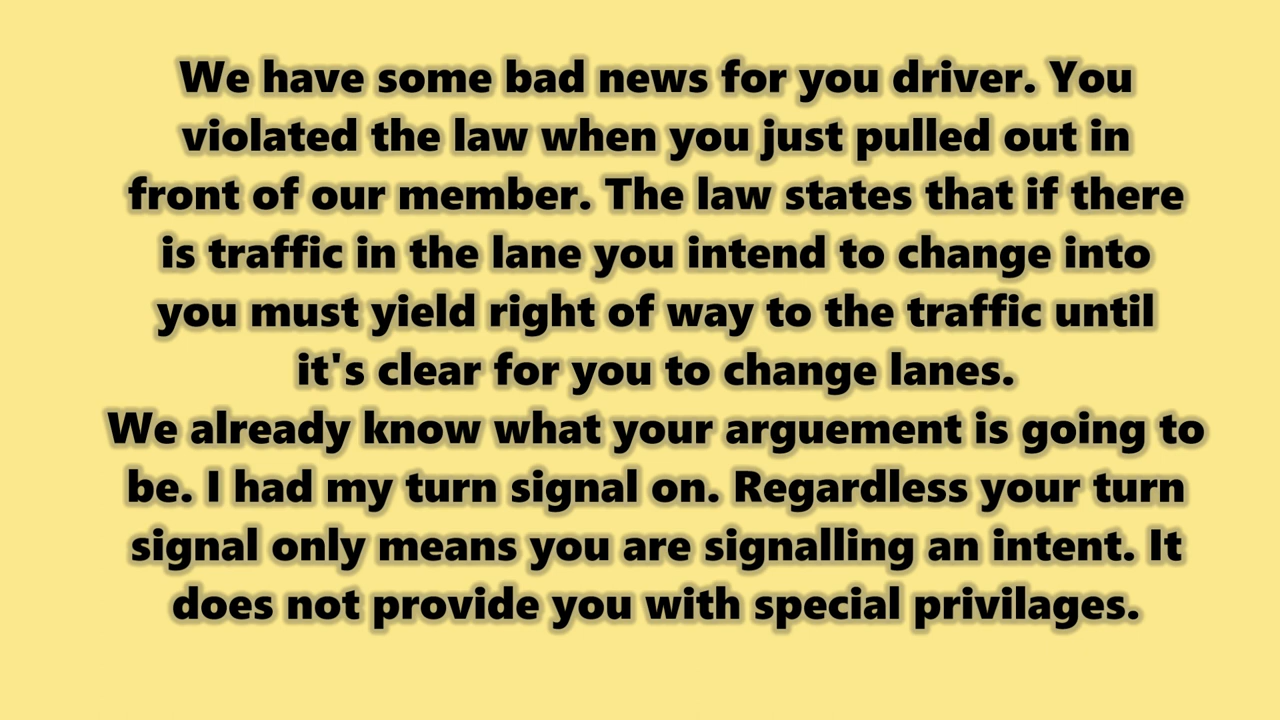 We have some bad news for you driver. You
violated the law when you just pulled out in
front of our member. The law states that if there
is traffic in the lane you intend to change into
you must yield right of way to the traffic until
it's clear for you to change lanes.
We already know what your arguement is going to
be. I had my turn signal on. Regardless your turn
signal only means you are signalling an intent. It
does not provide you with special privilages.